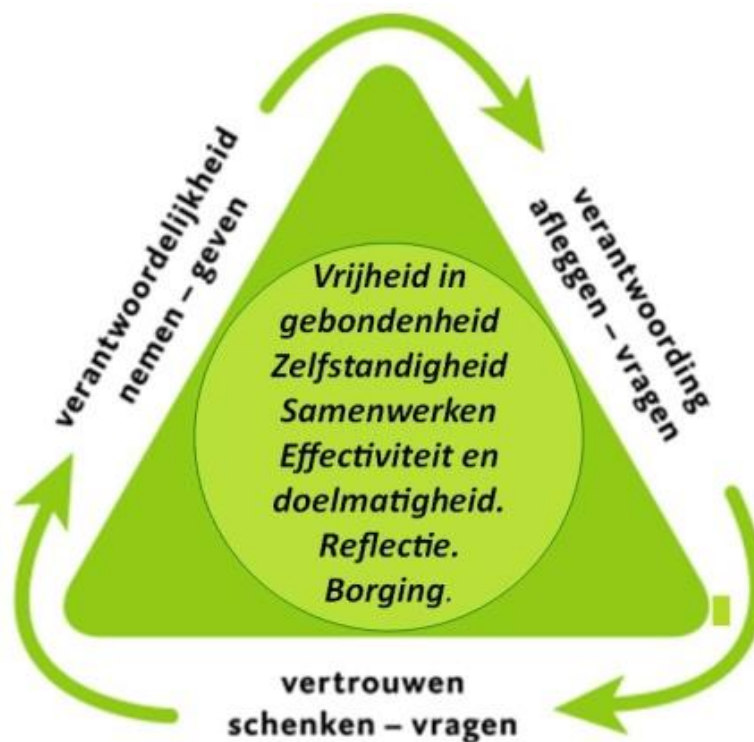 verantwoordelijkheid
nemen – geven
verantwoording
afleggen – vragen
Vrijheid in
gebondenheid
Zelfstandigheid
Samenwerken
Effectiviteit en
doelmatigheid.
Reflectie.
Borging.
vertrouwen
schenken – vragen